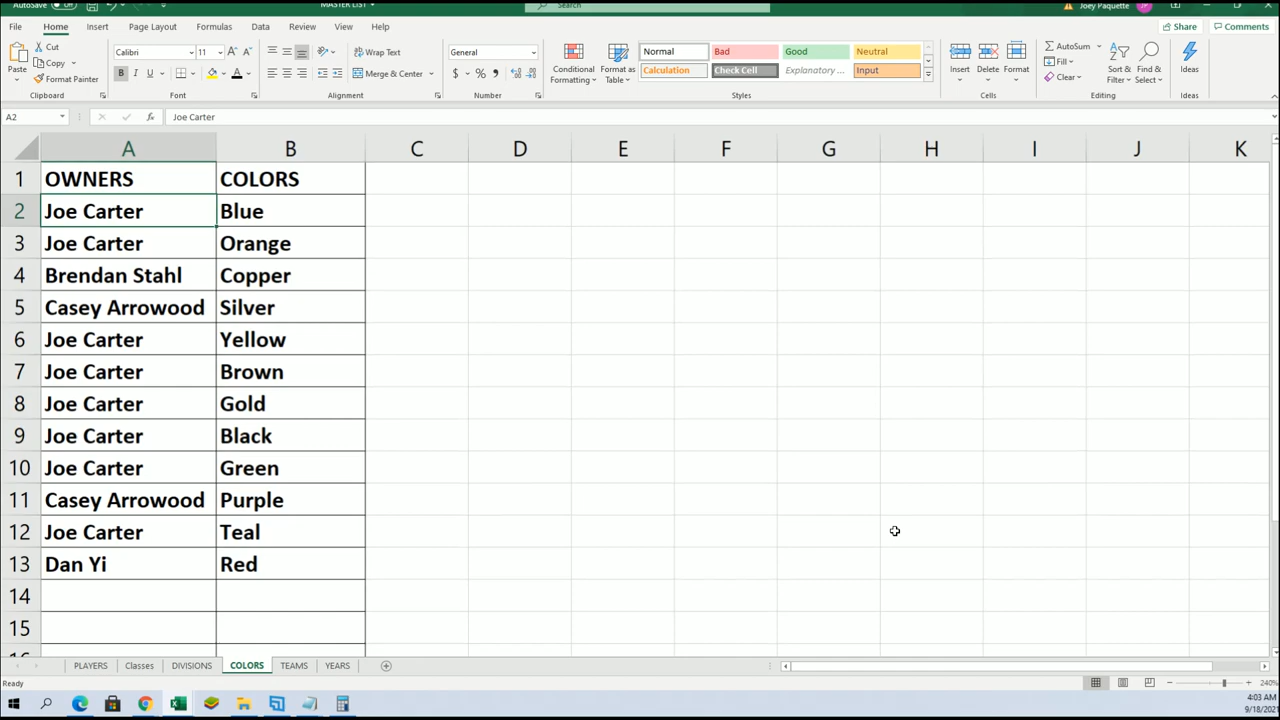 AutoSave Off MASTER LIST Search Joey Paquette JP
File Home Insert Page Layout Formulas Data Review View Help Share Comments
Paste Cut Copy Format Painter Clipboard
Calibri 11 B I U A Font
Wrap Text Merge & Center Alignment
General $ % Number
Conditional Formatting Format as Table Normal Bad Good Neutral Calculation Check Cell Explanatory ... Input Styles
Insert Delete Format Cells
AutoSum Fill Clear Sort & Filter Find & Select Editing
Ideas Ideas
A2 fx Joe Carter
A B C D E F G H I J K
1 OWNERS COLORS
2 Joe Carter Blue
3 Joe Carter Orange
4 Brendan Stahl Copper
5 Casey Arrowood Silver
6 Joe Carter Yellow
7 Joe Carter Brown
8 Joe Carter Gold
9 Joe Carter Black
10 Joe Carter Green
11 Casey Arrowood Purple
12 Joe Carter Teal
13 Dan Yi Red
14
15
16
PLAYERS Classes DIVISIONS COLORS TEAMS YEARS
Ready 240%
4:03 AM
9/18/2021